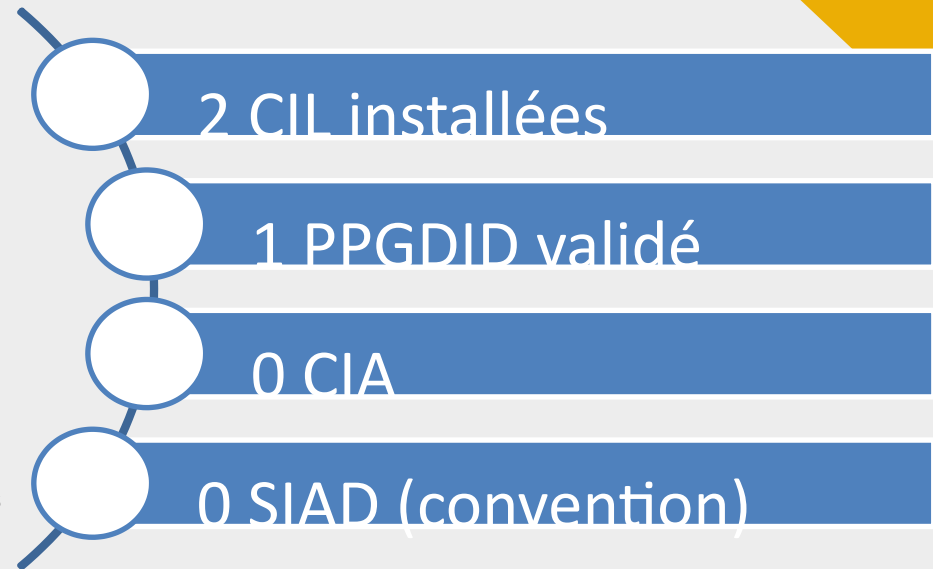 2 CIL installées
1 PPGDID validé
0 CIA
0 SIAD (convention)